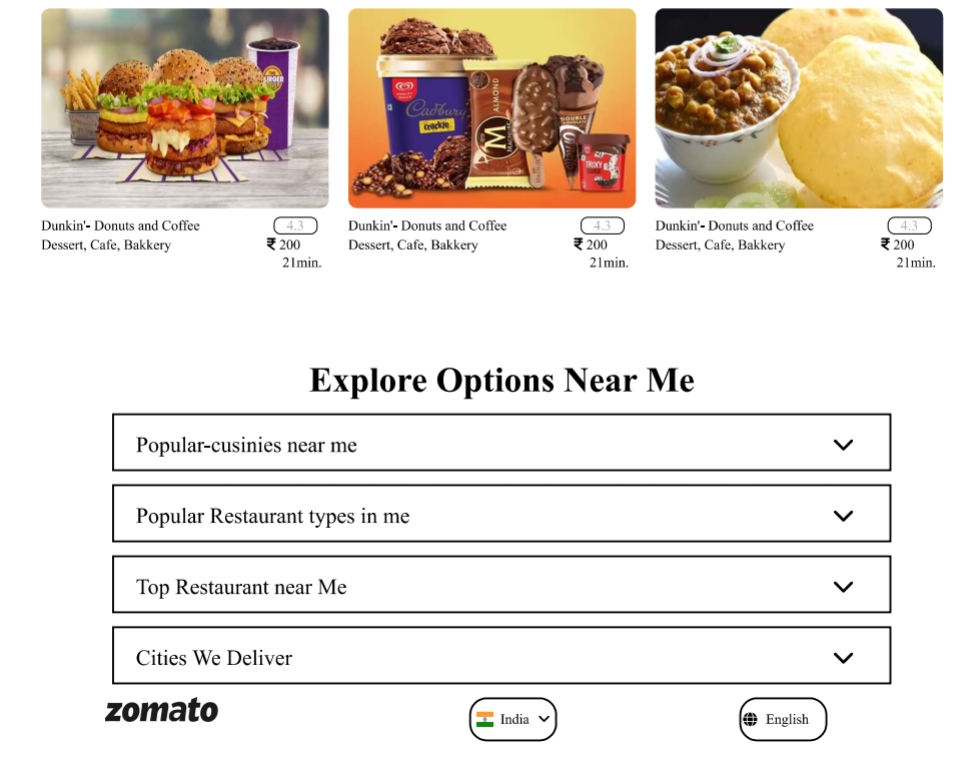 BURGER
Cadbury
crackle
ALMOND
M
DOUBLE
TRIXY
Dunkin'- Donuts and Coffee 4.3
Dessert, Cafe, Bakkery ₹ 200
21min.
Dunkin'- Donuts and Coffee 4.3
Dessert, Cafe, Bakkery ₹ 200
21min.
Dunkin'- Donuts and Coffee 4.3
Dessert, Cafe, Bakkery ₹ 200
21min.
Explore Options Near Me
Popular-cusinies near me
Popular Restaurant types in me
Top Restaurant near Me
Cities We Deliver
zomato India English